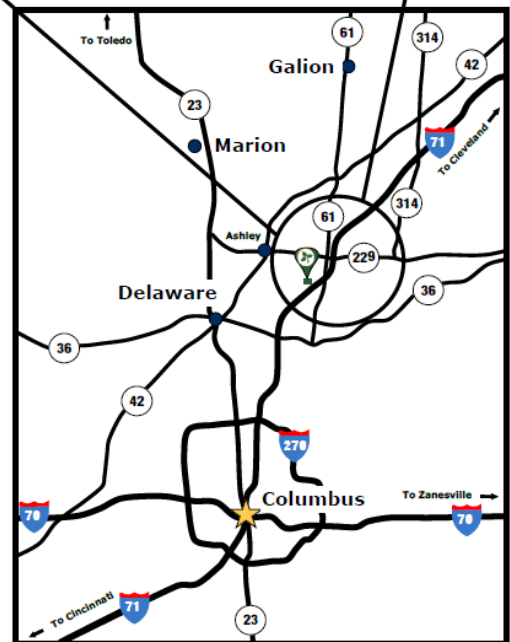 61
314
To Toledo
42
Galion
23
71
Marion
To Cleveland
314
61
Ashley
229
Delaware
36
36
42
270
Columbus
To Zanesville
70
70
To Cincinnati
71
23